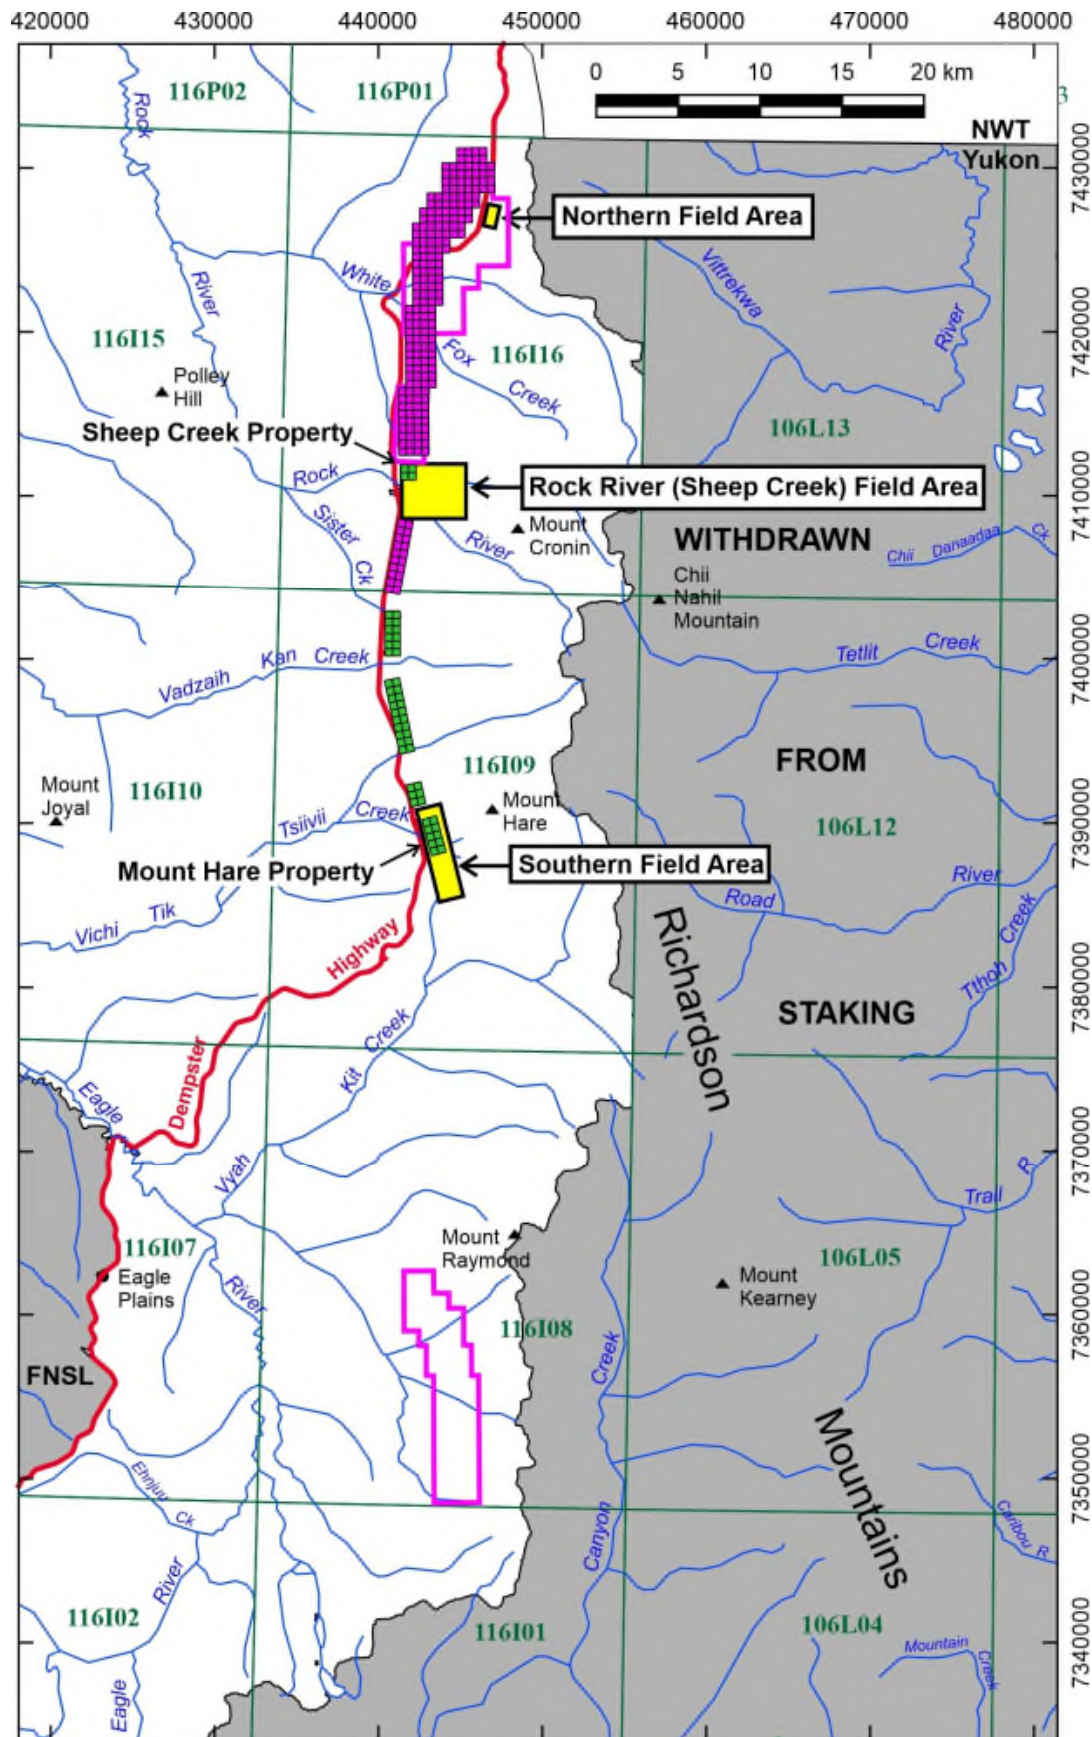 420000 430000 440000 450000 460000 470000 480000
0 5 10 15 20 km
116P02
116P01
3
NWT
Yukon
Rock
7430000
Northern Field Area
White
Vittrekwa
River
River
116I15
116I16
7420000
Fox
Creek
Polley
Hill
106L13
Sheep Creek Property
Rock
Rock River (Sheep Creek) Field Area
7410000
Sister
Ck
River
Mount
Cronin
WITHDRAWN
Chii Danaadaa Ck
Chii
Nahil
Mountain
Vadzaih Kan Creek
Tetlit Creek
7400000
116I10
116I09
FROM
Mount
Joyal
Mount
Hare
Tsiivii Creek
106L12
7390000
Mount Hare Property
Southern Field Area
Vichi Tik
Road River
Tthoh Creek
Highway
Richardson
7380000
STAKING
Kit Creek
Dempster
Eagle
Vyah
7370000
Trail R
116I07
Eagle
Plains
River
Mount
Raymond
106L05
Mount
Kearney
116I08
7360000
FNSL
Creek
Mountains
Ehnjuu
Ck
7350000
Caribou R
Canyon
River
116I02
116I01
106L04
7340000
Mountain
Creek
Eagle